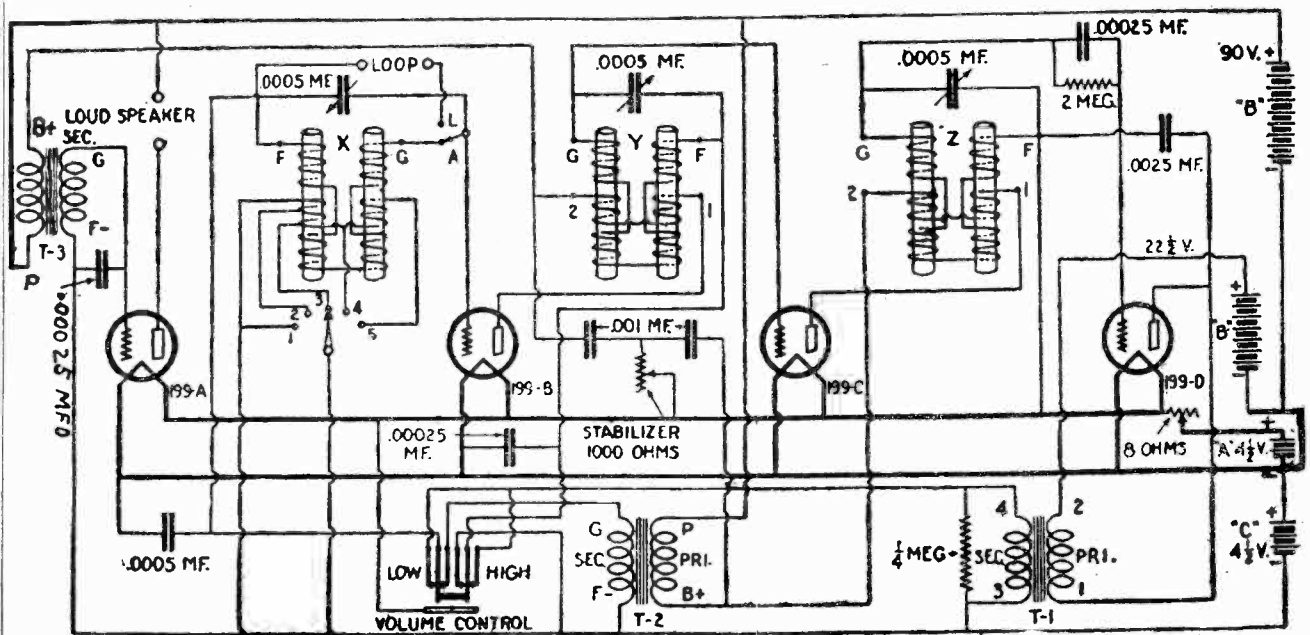 .00025 MF.
LOOP
.0005 MF
.0005 MF.
.0005 MF.
90 V. +
"B"
2 MEG.
LOUD SPEAKER
B+
SEC.
G
F
X
G
L
A
G
Y
F
G
Z
F
.0025 MF.
2
1
2
1
F-
T-3
P
22 ½ V.
+
"B"
3
2
4
1
5
.001 MF.
199-A
199-B
199-C
199-D
.00025 MFD
.00025
MF.
STABILIZER
1000 OHMS
8 OHMS
+
"A" 4½ V.
-
G
P
4
2
+
"C"
4½ V.
-
.0005 MF.
LOW
HIGH
SEC.
PRI.
¼ MEG
SEC.
PRI.
F-
B+
3
1
VOLUME CONTROL
T-2
T-1